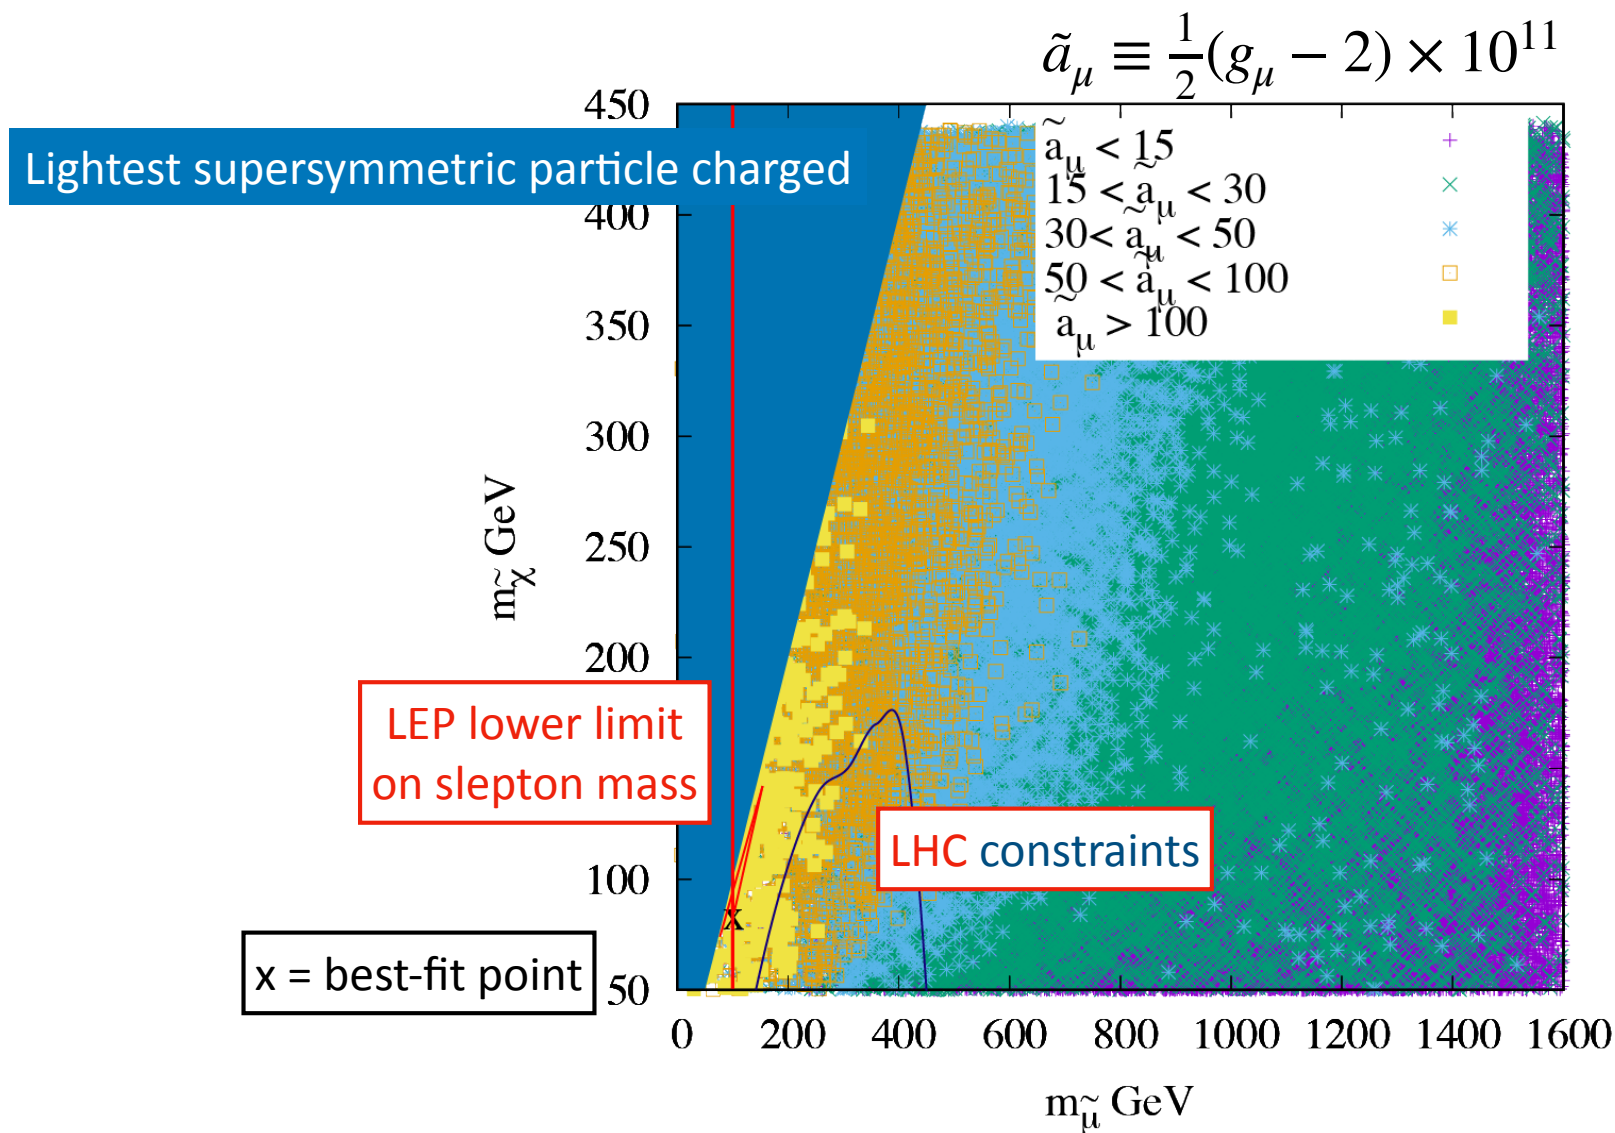 ã_μ ≡ ½(g_μ − 2) × 10¹¹
450
Lightest supersymmetric particle charged
400
350
300
250
200
100
50
m_χ̃ GeV
ã_μ < 15
15 < ã_μ < 30
30< ã_μ < 50
50 < ã_μ < 100
ã_μ > 100
LEP lower limit
on slepton mass
LHC constraints
x
x = best-fit point
0 200 400 600 800 1000 1200 1400 1600
m_μ̃ GeV